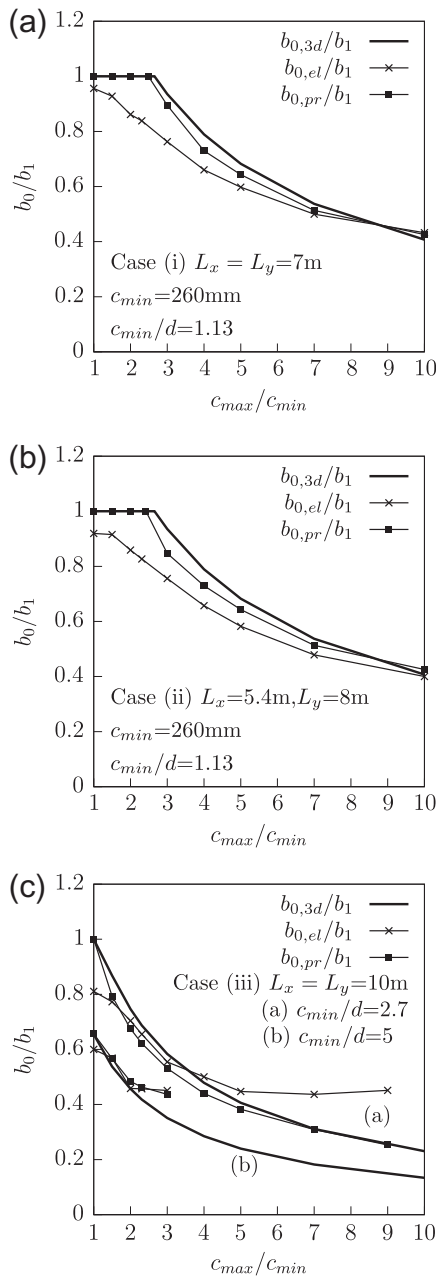 (a)
1.2
1
0.8
0.6
0.4
0.2
0
b0/b1
b0,3d/b1
b0,el/b1
b0,pr/b1
Case (i) Lx = Ly=7m
cmin=260mm
cmin/d=1.13
1 2 3 4 5 6 7 8 9 10
cmax/cmin
(b)
1.2
1
0.8
0.6
0.4
0.2
0
b0/b1
b0,3d/b1
b0,el/b1
b0,pr/b1
Case (ii) Lx=5.4m,Ly=8m
cmin=260mm
cmin/d=1.13
1 2 3 4 5 6 7 8 9 10
cmax/cmin
(c)
1.2
1
0.8
0.6
0.4
0.2
0
b0/b1
b0,3d/b1
b0,el/b1
b0,pr/b1
Case (iii) Lx = Ly=10m
(a) cmin/d=2.7
(b) cmin/d=5
(a)
(b)
1 2 3 4 5 6 7 8 9 10
cmax/cmin